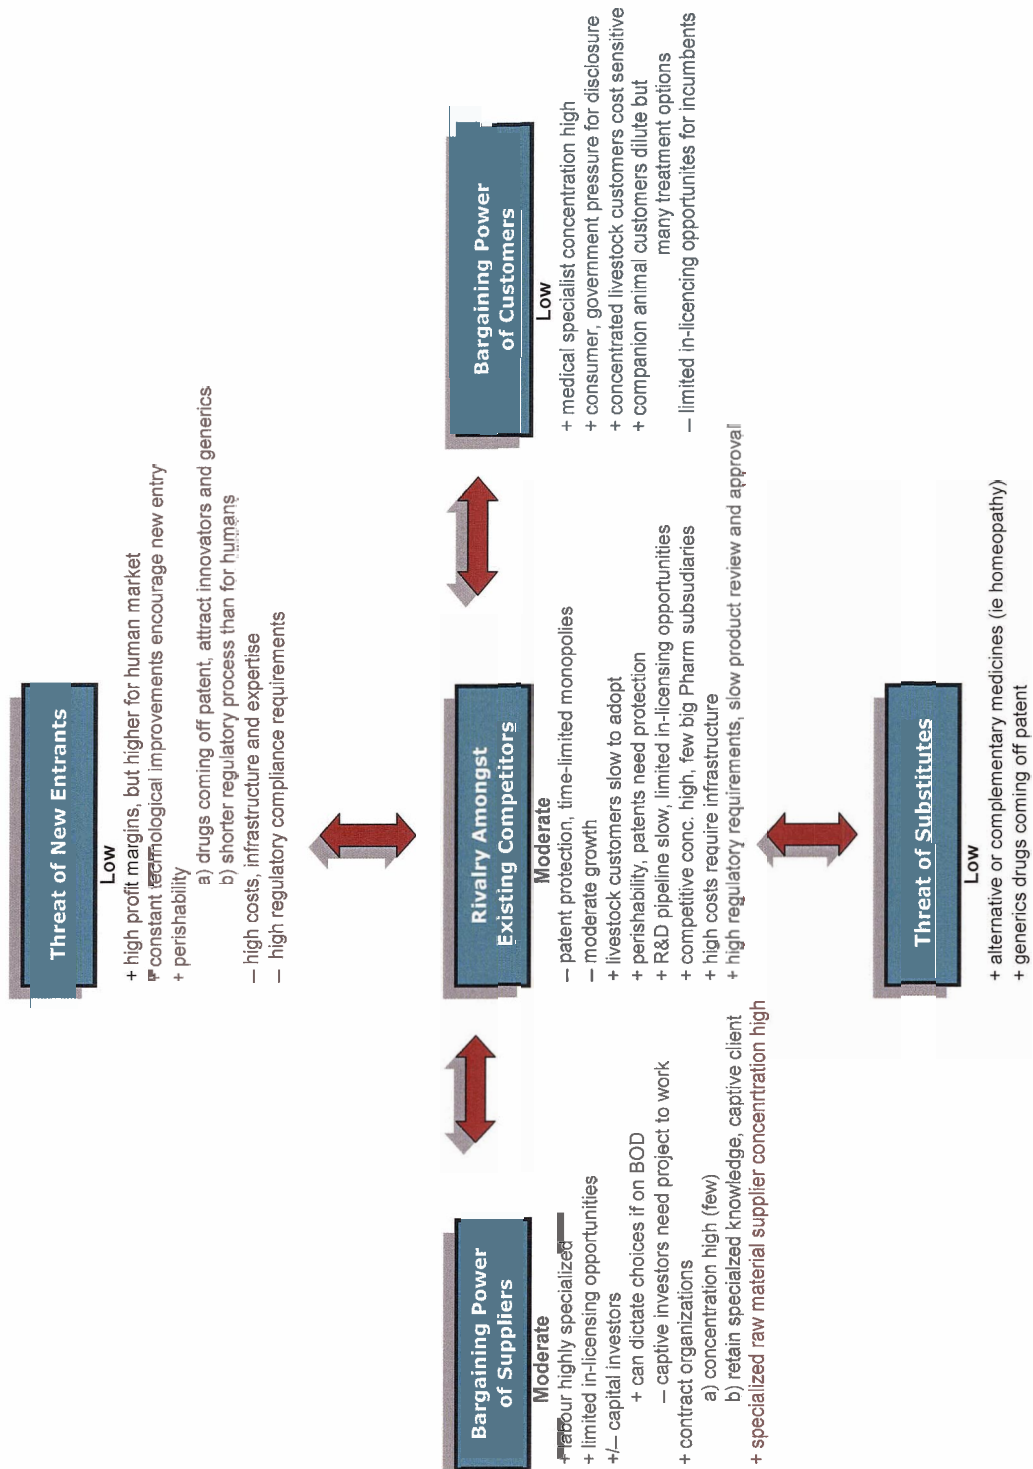 Threat of New Entrants
Low
+ high profit margins, but higher for human market
+ constant technological improvements encourage new entry
+ perishability
a) drugs coming off patent, attract innovators and generics
b) shorter regulatory process than for humans
– high costs, infrastructure and expertise
– high regulatory compliance requirements
Bargaining Power
of Suppliers
Moderate
+ labour highly specialized
+ limited in-licensing opportunities
+/– capital investors
+ can dictate choices if on BOD
– captive investors need project to work
+ contract organizations
a) concentration high (few)
b) retain specialzed knowledge, captive client
+ specialized raw material supplier concenrtration high
Rivalry Amongst
Existing Competitors
Moderate
– patent protection, time-limited monopolies
– moderate growth
+ livestock customers slow to adopt
+ perishability, patents need protection
+ R&D pipeline slow, limited in-licensing opportunities
+ competitive conc. high, few big Pharm subsudiaries
+ high costs require infrastructure
+ high regulatory requirements, slow product review and approval
Bargaining Power
of Customers
Low
+ medical specialist concentration high
+ consumer, government pressure for disclosure
+ concentrated livestock customers cost sensitive
+ companion animal customers dilute but
many treatment options
– limited in-licencing opportunites for incumbents
Threat of Substitutes
Low
+ alternative or complementary medicines (ie homeopathy)
+ generics drugs coming off patent